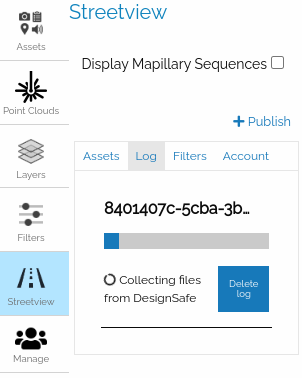 Streetview
Assets
Display Mapillary Sequences
Point Clouds
+ Publish
Layers
Assets Log Filters Account
Filters
8401407c-5cba-3b...
Streetview
Collecting files
from DesignSafe
Delete
log
Manage